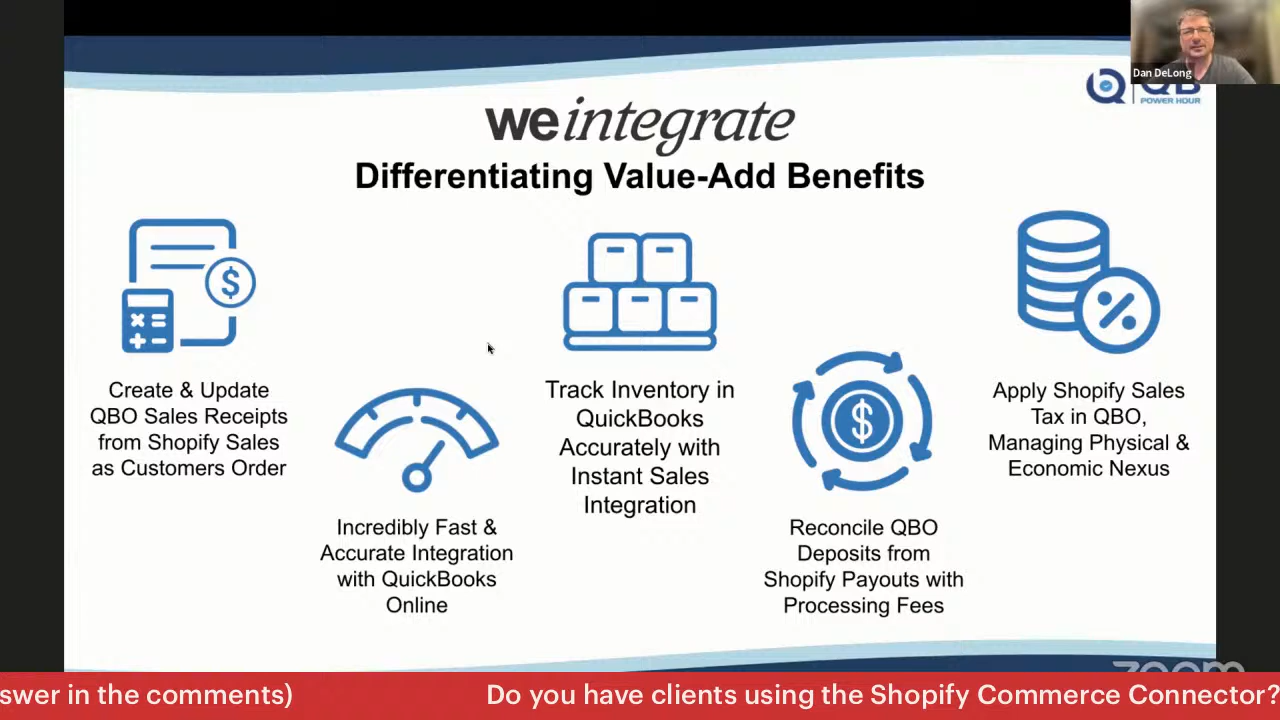 Dan DeLong
QB
POWER HOUR
weintegrate
Differentiating Value-Add Benefits
Create & Update
QBO Sales Receipts
from Shopify Sales
as Customers Order
Incredibly Fast &
Accurate Integration
with QuickBooks
Online
Track Inventory in
QuickBooks
Accurately with
Instant Sales
Integration
Reconcile QBO
Deposits from
Shopify Payouts with
Processing Fees
Apply Shopify Sales
Tax in QBO,
Managing Physical &
Economic Nexus
zoom
swer in the comments) Do you have clients using the Shopify Commerce Connector?